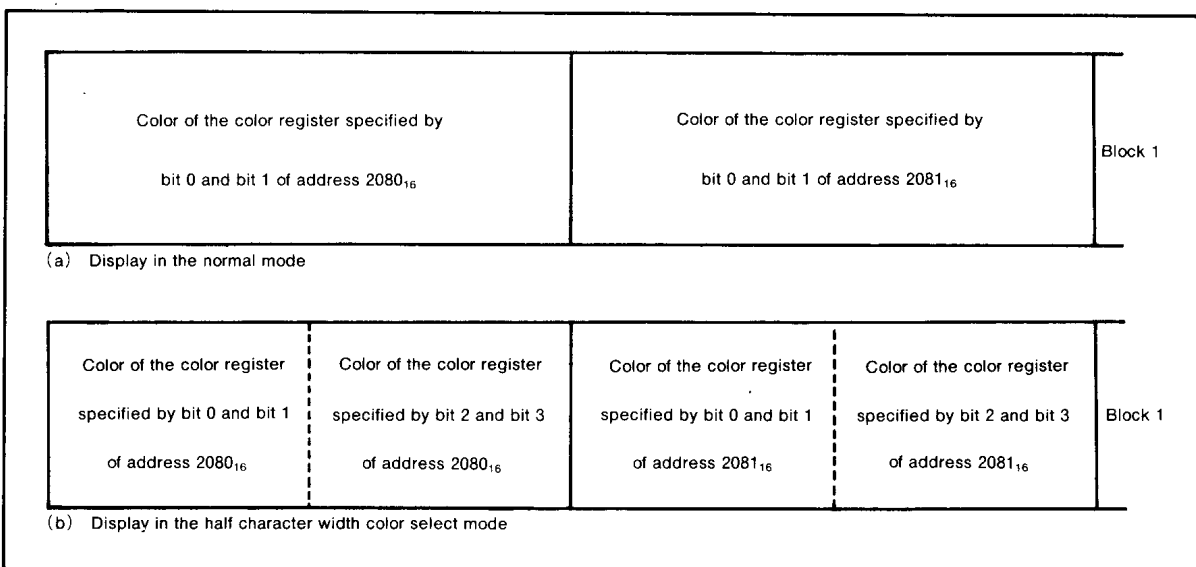 Color of the color register specified by
bit 0 and bit 1 of address 2080₁₆
Color of the color register specified by
bit 0 and bit 1 of address 2081₁₆
Block 1
(a) Display in the normal mode
Color of the color register
specified by bit 0 and bit 1
of address 2080₁₆
Color of the color register
specified by bit 2 and bit 3
of address 2080₁₆
Color of the color register
specified by bit 0 and bit 1
of address 2081₁₆
Color of the color register
specified by bit 2 and bit 3
of address 2081₁₆
Block 1
(b) Display in the half character width color select mode